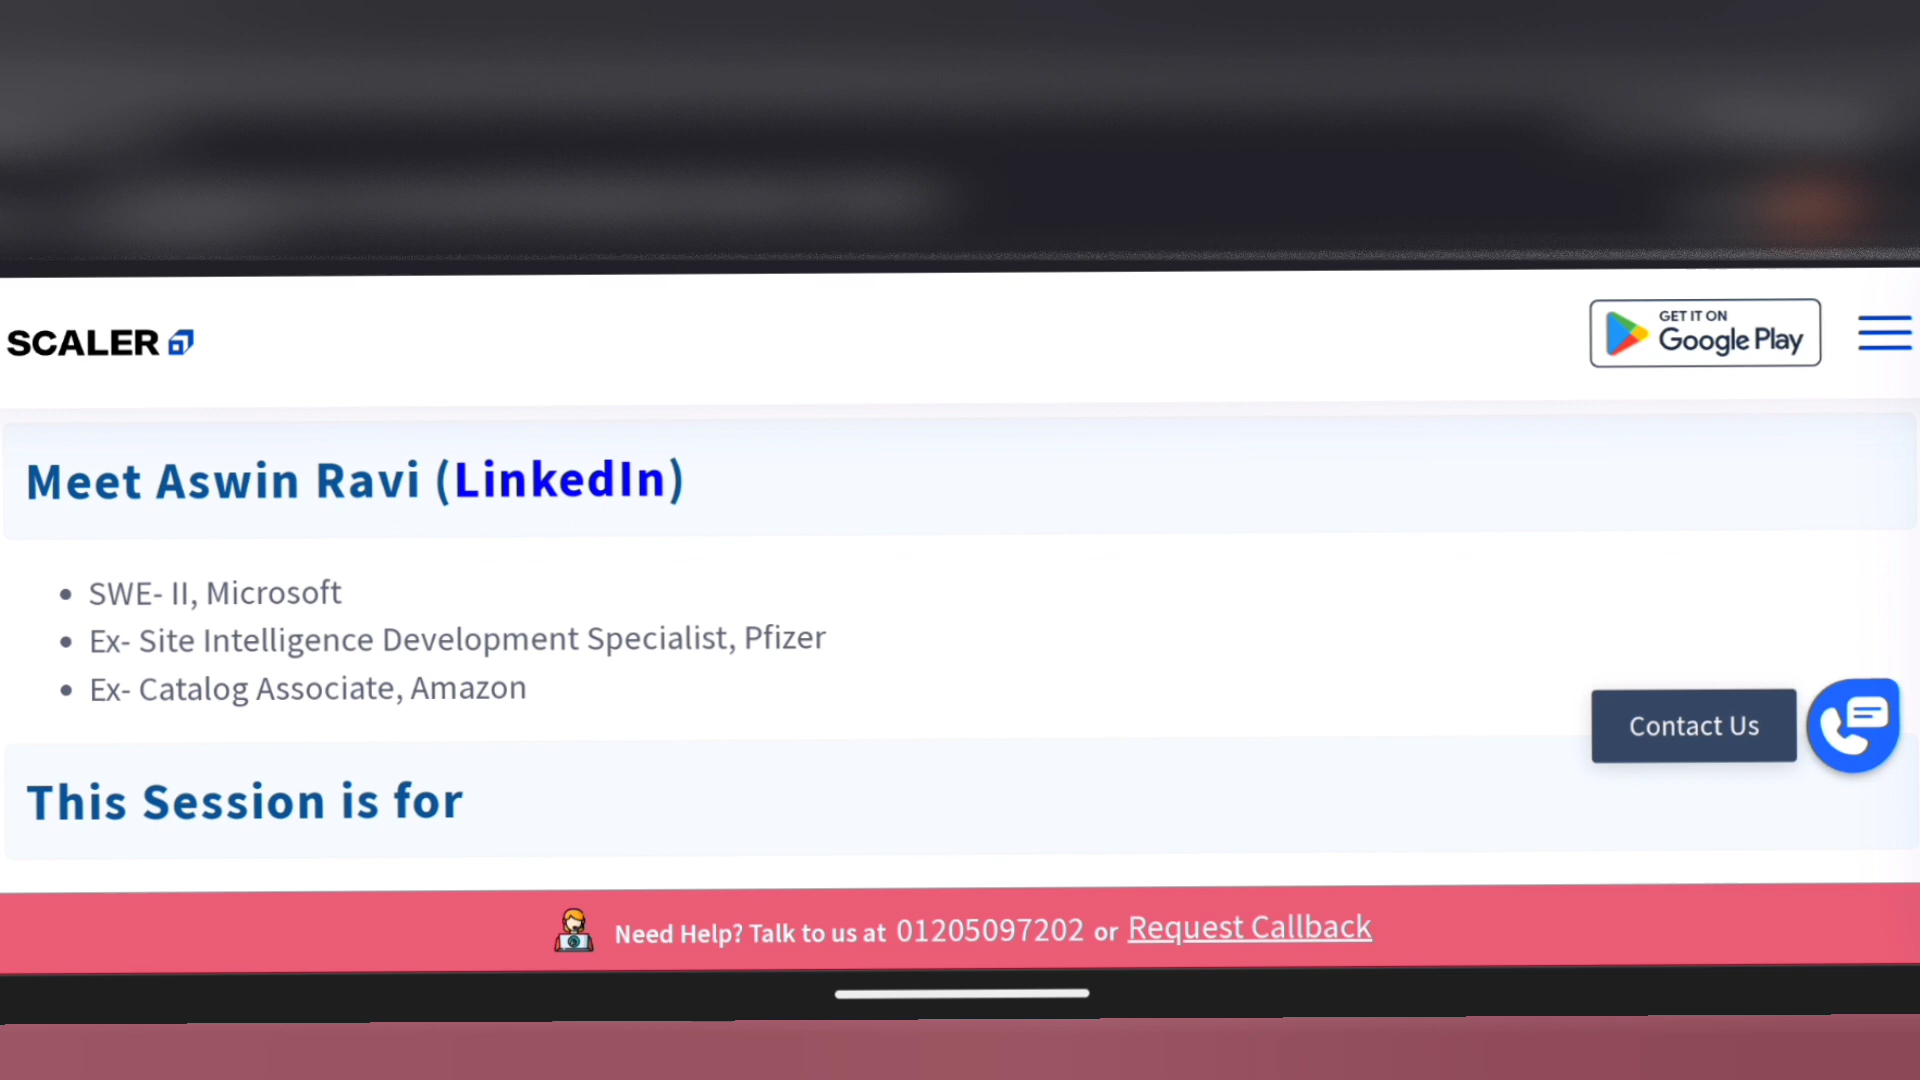 SCALER
GET IT ON
Google Play
Meet Aswin Ravi (LinkedIn)
• SWE- II, Microsoft
• Ex- Site Intelligence Development Specialist, Pfizer
• Ex- Catalog Associate, Amazon
Contact Us
This Session is for
Need Help? Talk to us at 01205097202 or Request Callback